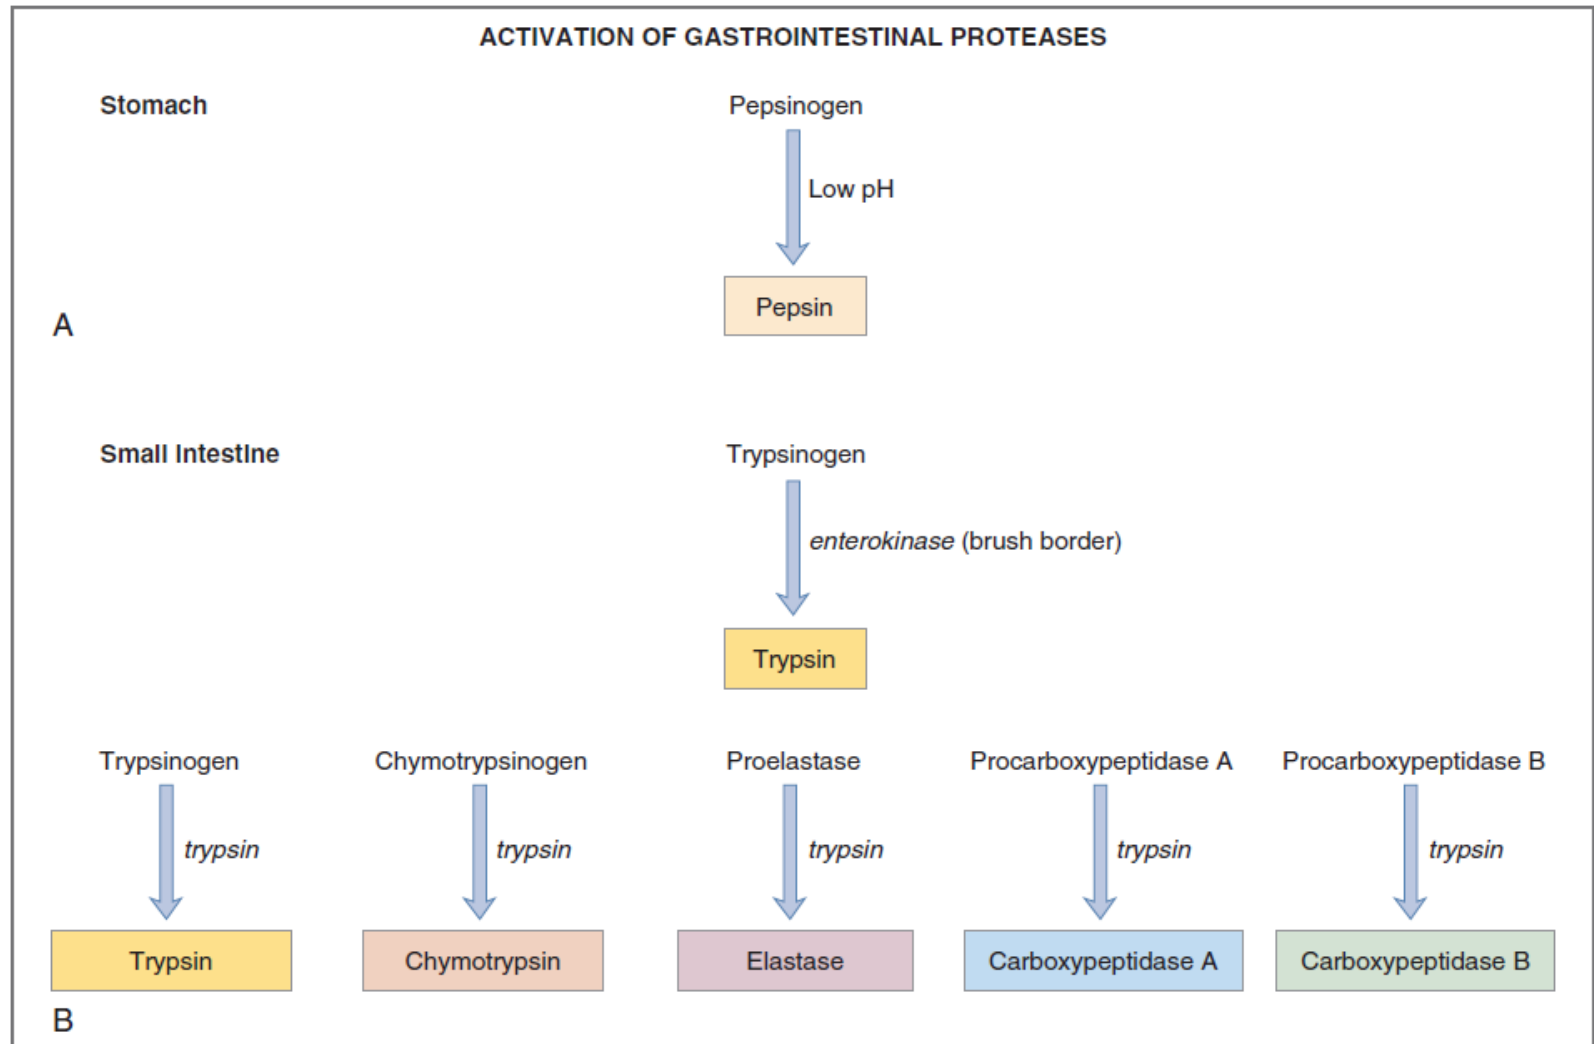 ACTIVATION OF GASTROINTESTINAL PROTEASES
Stomach
Pepsinogen
Low pH
Pepsin
A
Small Intestine
Trypsinogen
enterokinase (brush border)
Trypsin
Trypsinogen Chymotrypsinogen Proelastase Procarboxypeptidase A Procarboxypeptidase B
trypsin trypsin trypsin trypsin trypsin
Trypsin Chymotrypsin Elastase Carboxypeptidase A Carboxypeptidase B
B